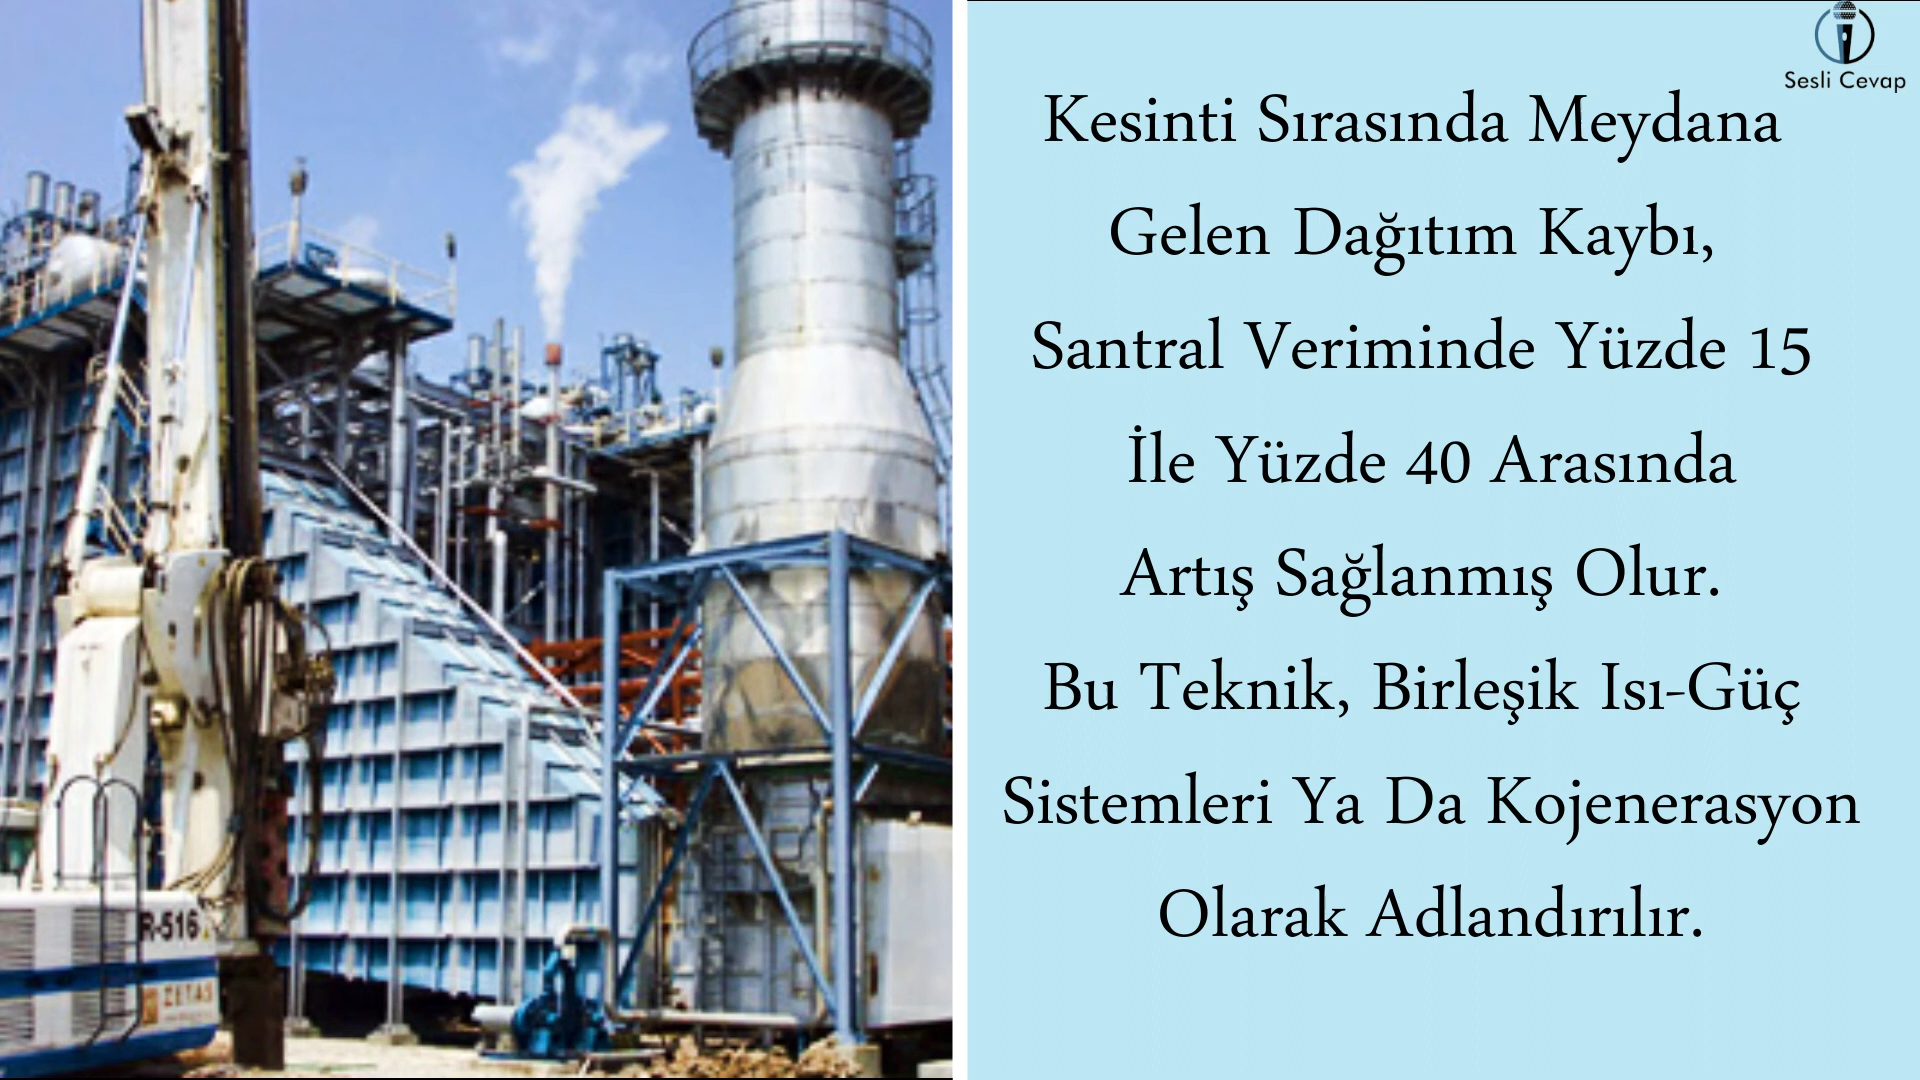 Sesli Cevap
Kesinti Sırasında Meydana
Gelen Dağıtım Kaybı,
Santral Veriminde Yüzde 15
İle Yüzde 40 Arasında
Artış Sağlanmış Olur.
Bu Teknik, Birleşik Isı-Güç
Sistemleri Ya Da Kojenerasyon
Olarak Adlandırılır.
R-516
ZETAS